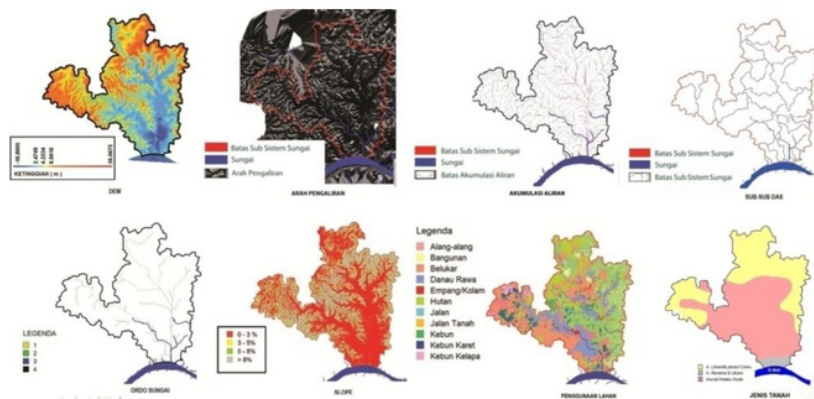 KETINGGIAN ( m )
DEM
Batas Sub Sistem Sungai
Sungai
Arah Pengaliran
ARAH PENGALIRAN
Batas Sub Sistem Sungai
Sungai
Batas Akumulasi Aliran
AKUMULASI ALIRAN
Batas Sub Sistem Sungai
Sungai
Batas Sub Sistem Sungai
SUB-SUB DAS
LEGENDA
1
2
3
4
ORDO SUNGAI
0 - 3 %
3 - 5%
5 - 8%
> 8%
SLOPE
Legenda
Alang-alang
Bangunan
Belukar
Danau Rawa
Empang/Kolam
Hutan
Jalan
Jalan Tanah
Kebun
Kebun Karet
Kebun Kelapa
PENGGUNAAN LAHAN
JENIS TANAH